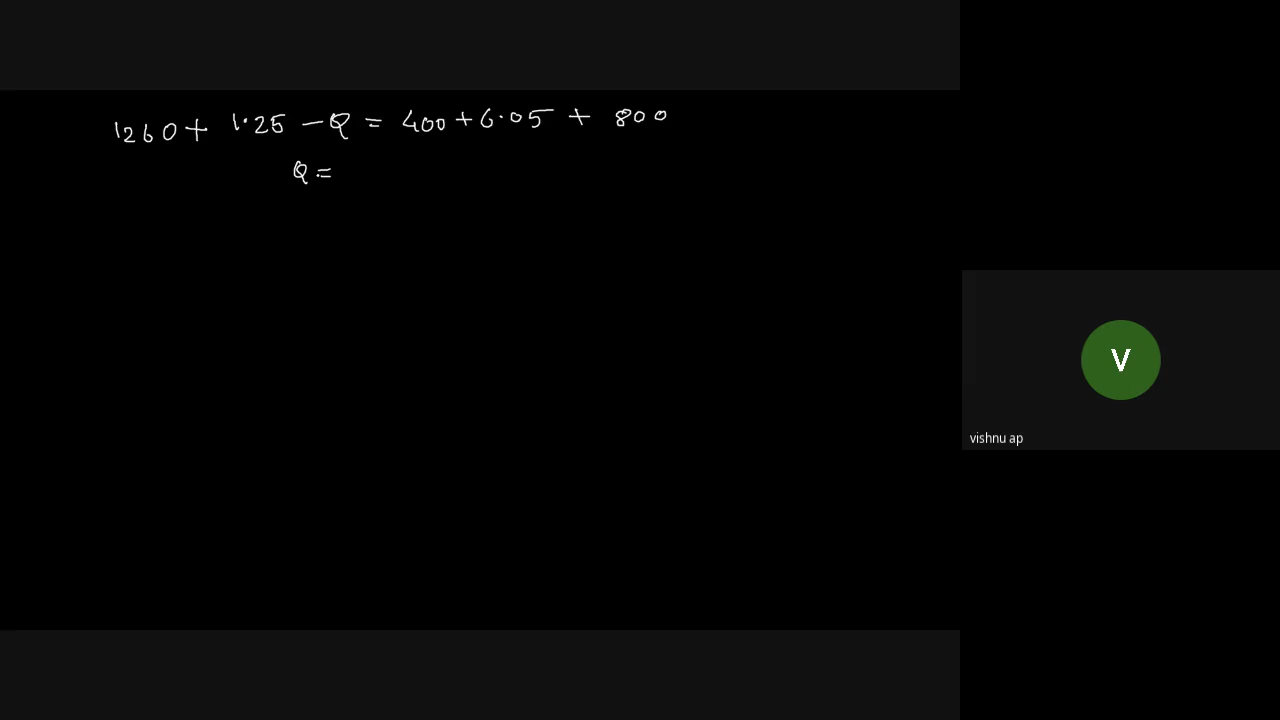 1260 + 1.25 - Q = 400 + 6.05 + 800
Q =
V
vishnu ap